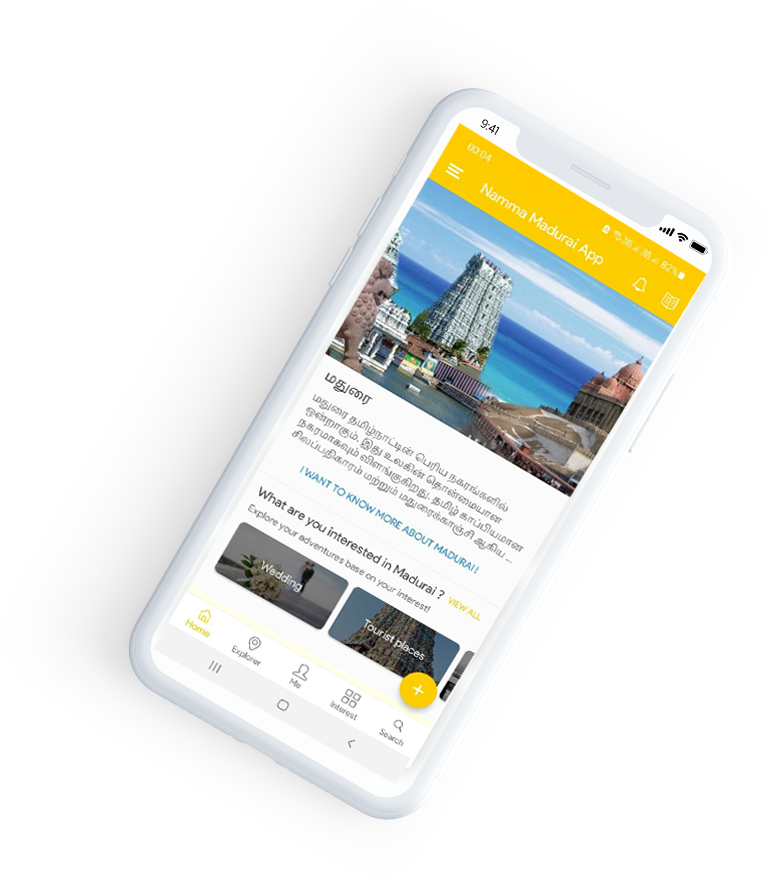 9:41
00:04
82%
Namma Madurai App
மதுரை
மதுரை தமிழ்நாட்டின் பெரிய நகரங்களில்
ஒன்றாகும். இது உலகின் தொன்மையான
நகரமாகவும் விளங்குகிறது. தமிழ் காப்பியமான
சிலப்பதிகாரம் மற்றும் மதுரைக்காஞ்சி ஆகிய ...
I WANT TO KNOW MORE ABOUT MADURAI !
What are you interested in Madurai ?
VIEW ALL
Explore your adventures base on your interest!
Wedding
Tourist places
+
Home
Explorer
Me
Interest
Search